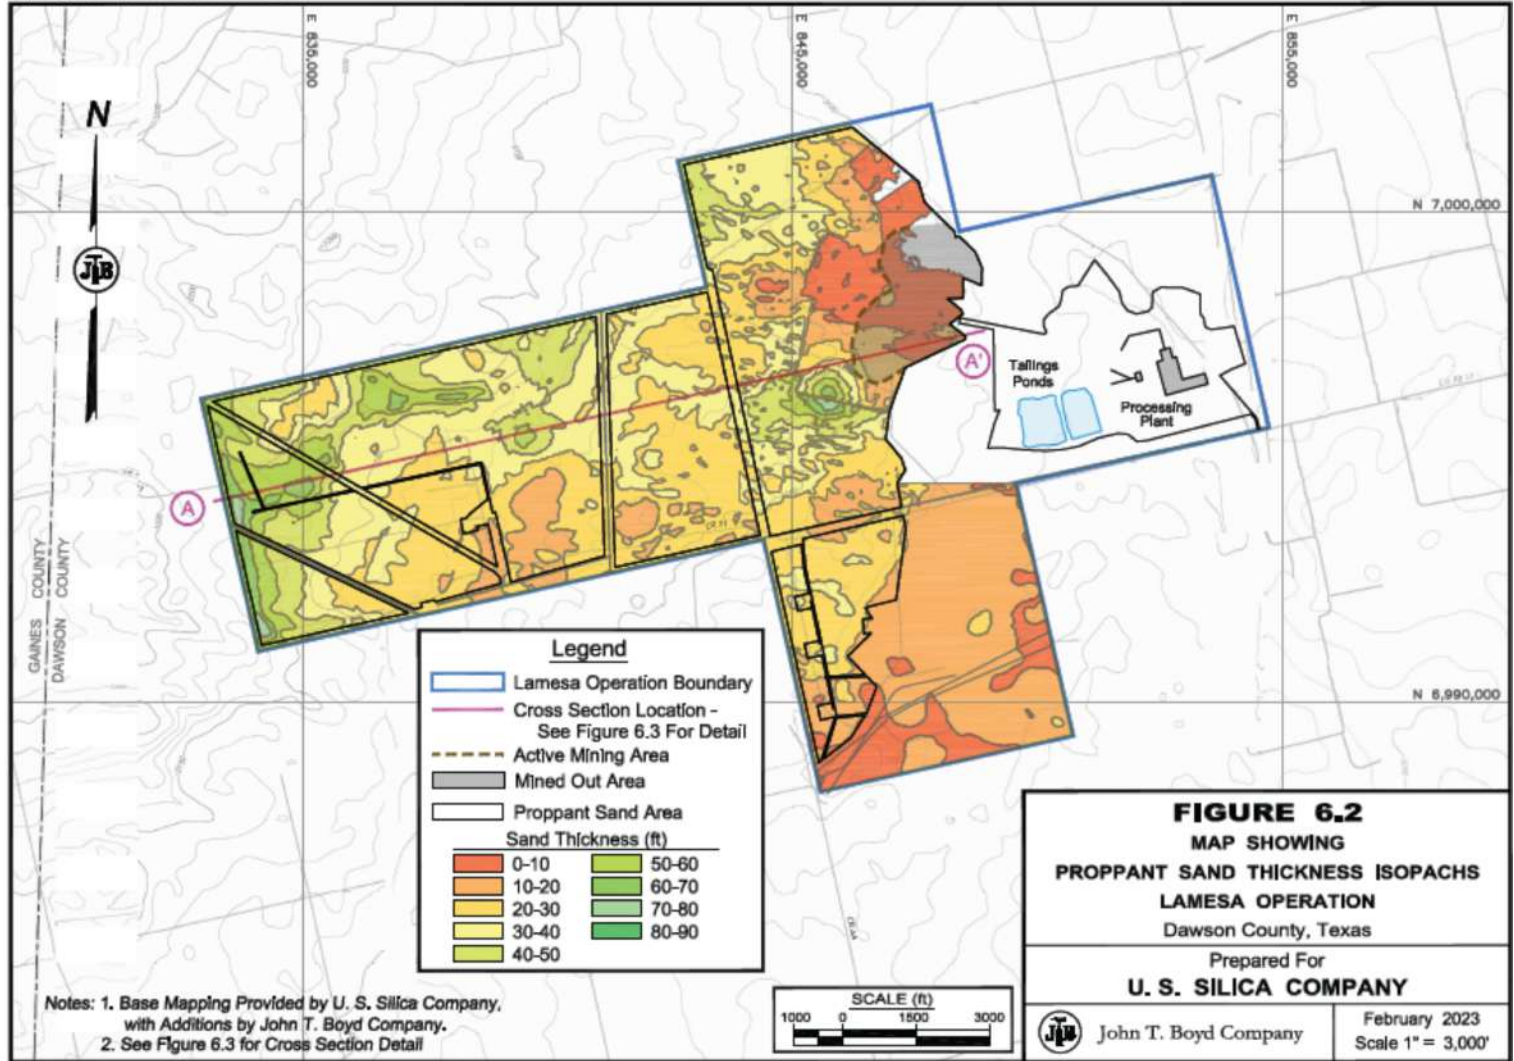 E 835,000
E 845,000
E 855,000
N
JTB
N 7,000,000
A'
Tailings
Ponds
Processing
Plant
A
GAINES COUNTY
DAWSON COUNTY
N 6,990,000
Legend
Lamesa Operation Boundary
Cross Section Location -
See Figure 6.3 For Detail
Active Mining Area
Mined Out Area
Proppant Sand Area
Sand Thickness (ft)
0-10 50-60
10-20 60-70
20-30 70-80
30-40 80-90
40-50
Notes: 1. Base Mapping Provided by U. S. Silica Company,
with Additions by John T. Boyd Company.
2. See Figure 6.3 for Cross Section Detail
SCALE (ft)
1000 0 1500 3000
FIGURE 6.2
MAP SHOWING
PROPPANT SAND THICKNESS ISOPACHS
LAMESA OPERATION
Dawson County, Texas
Prepared For
U. S. SILICA COMPANY
JTB John T. Boyd Company
February 2023
Scale 1" = 3,000'